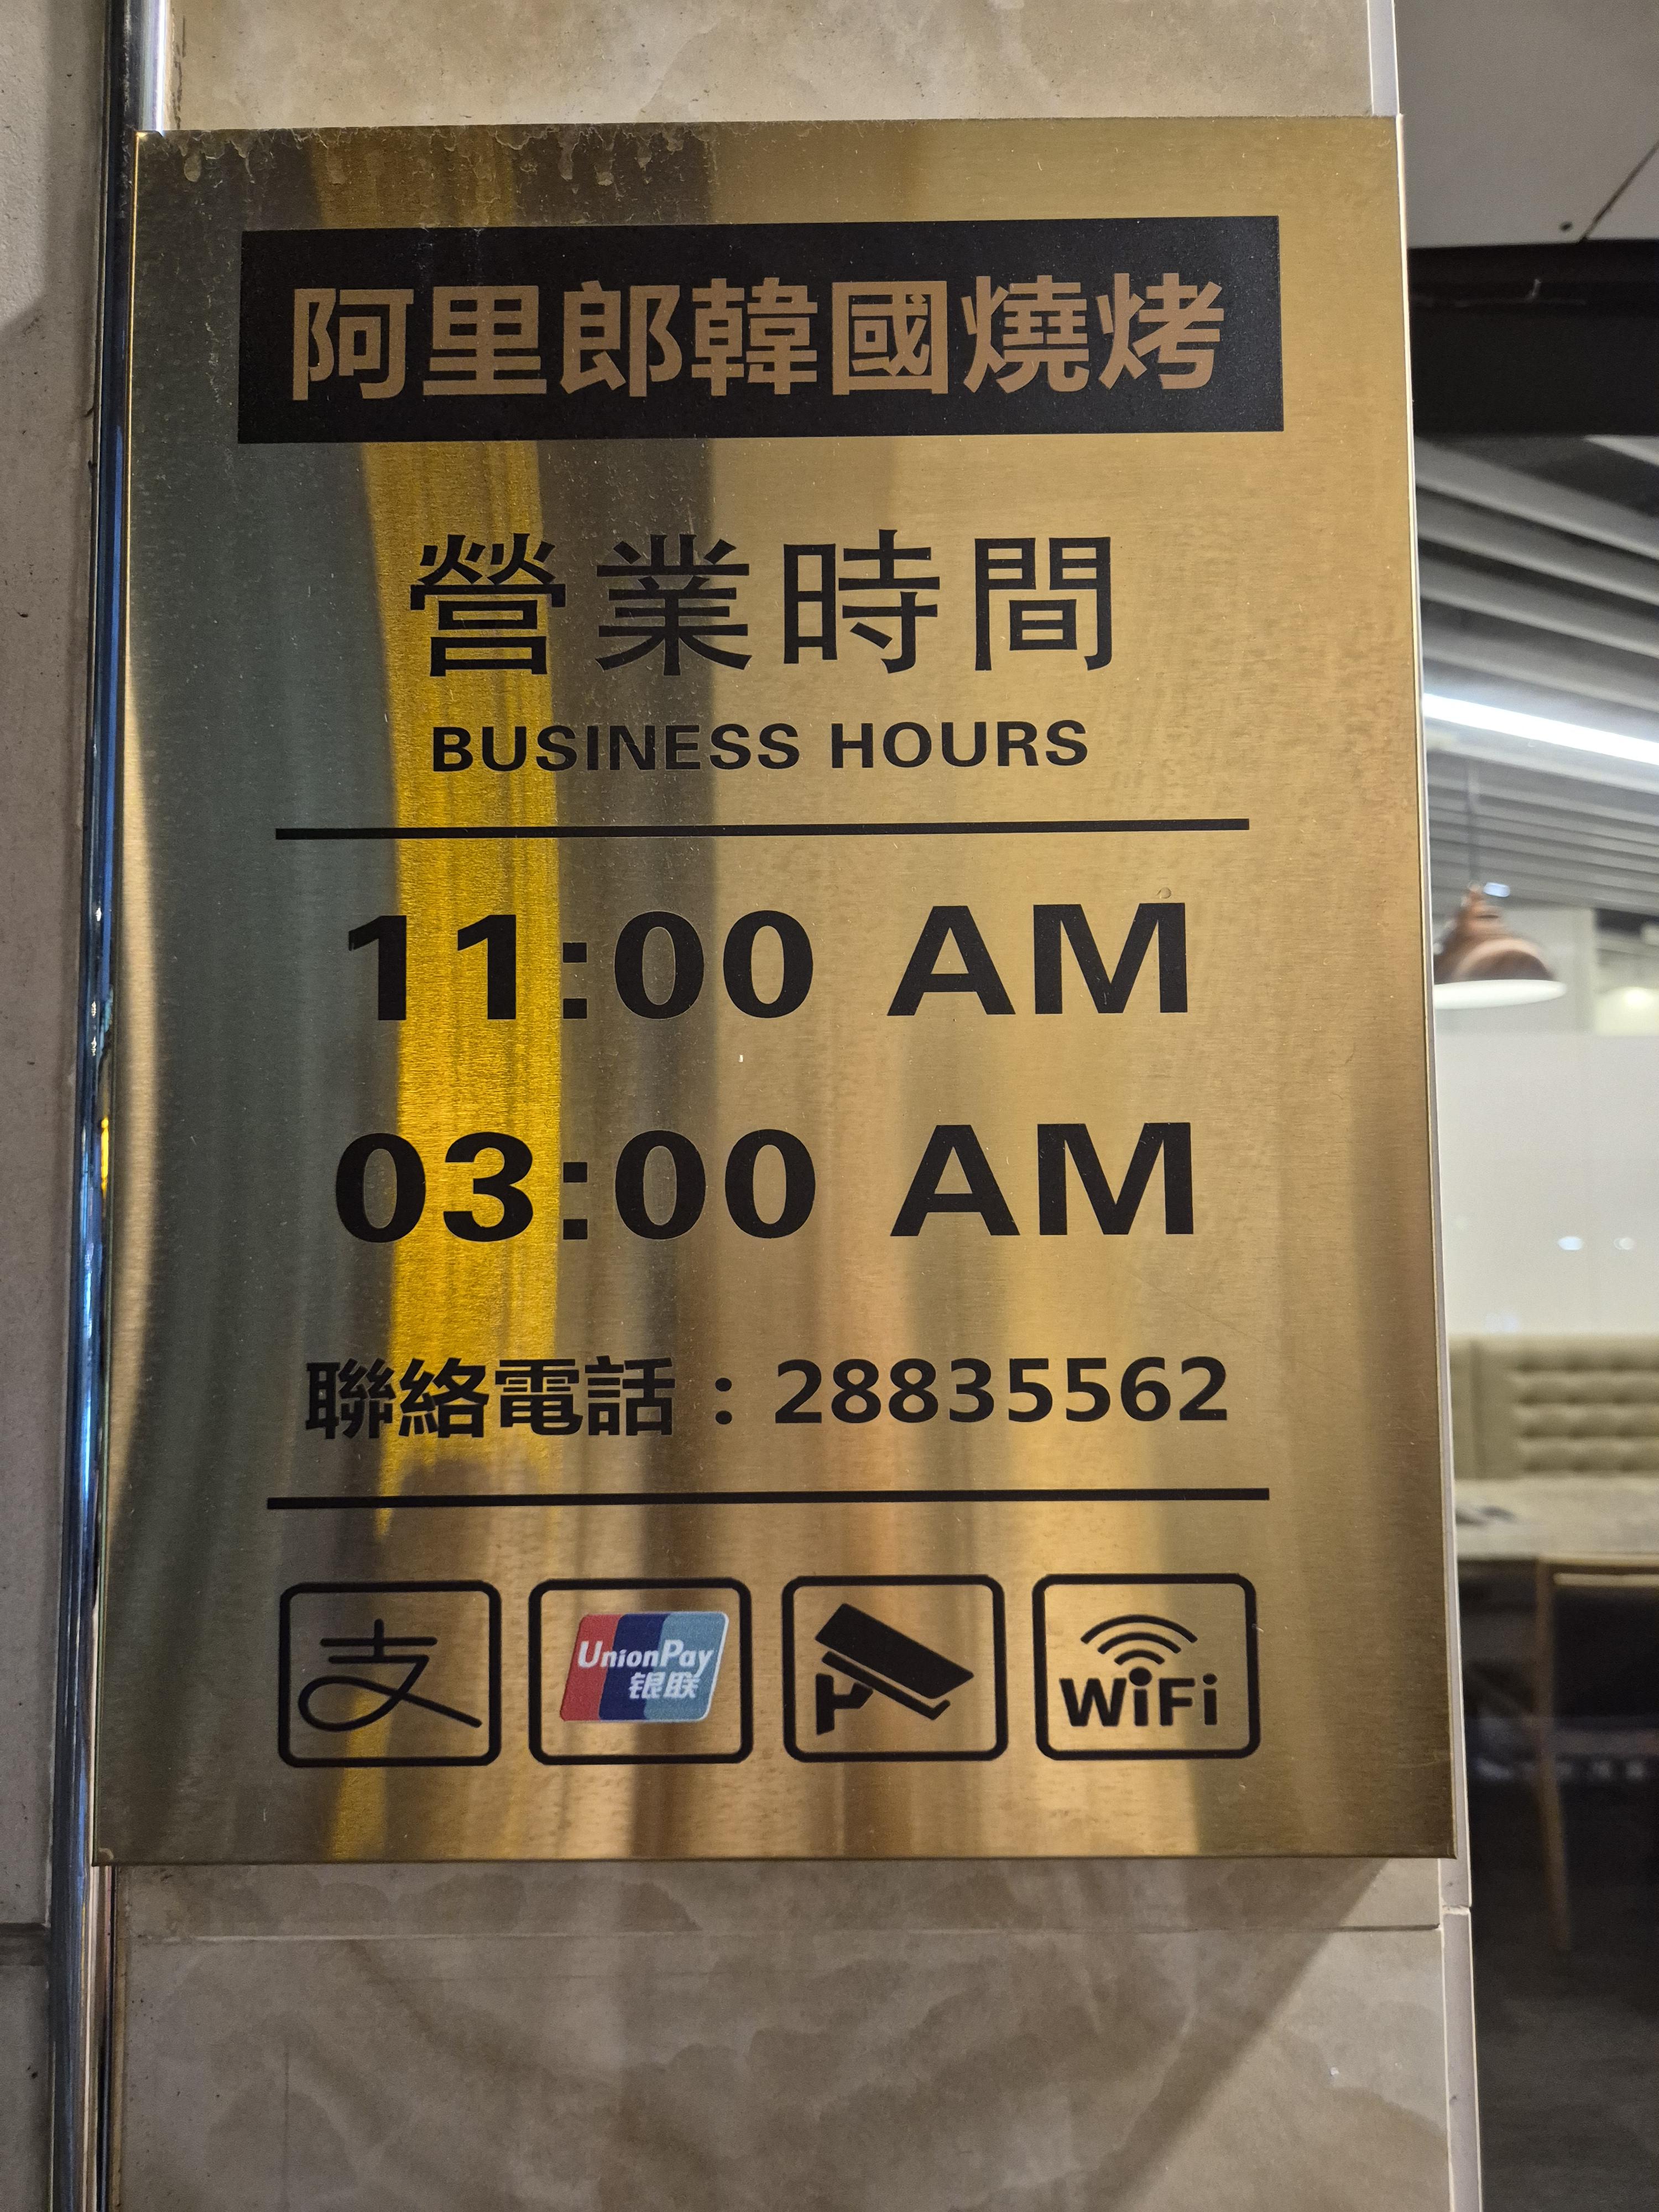 阿里郎韓國燒烤
營業時間
BUSINESS HOURS
11:00 AM
03:00 AM
聯絡電話：28835562
支
UnionPay
银联
WiFi